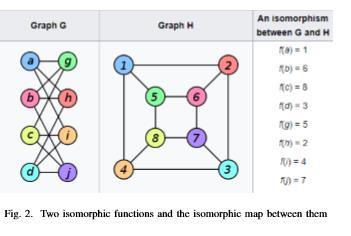 Graph G
Graph H
An isomorphism
between G and H
a
g
b
h
c
i
d
j
1
2
5
6
8
7
4
3
f(a) = 1
f(b) = 6
f(c) = 8
f(d) = 3
f(g) = 5
f(h) = 2
f(i) = 4
f(j) = 7
Fig. 2. Two isomorphic functions and the isomorphic map between them